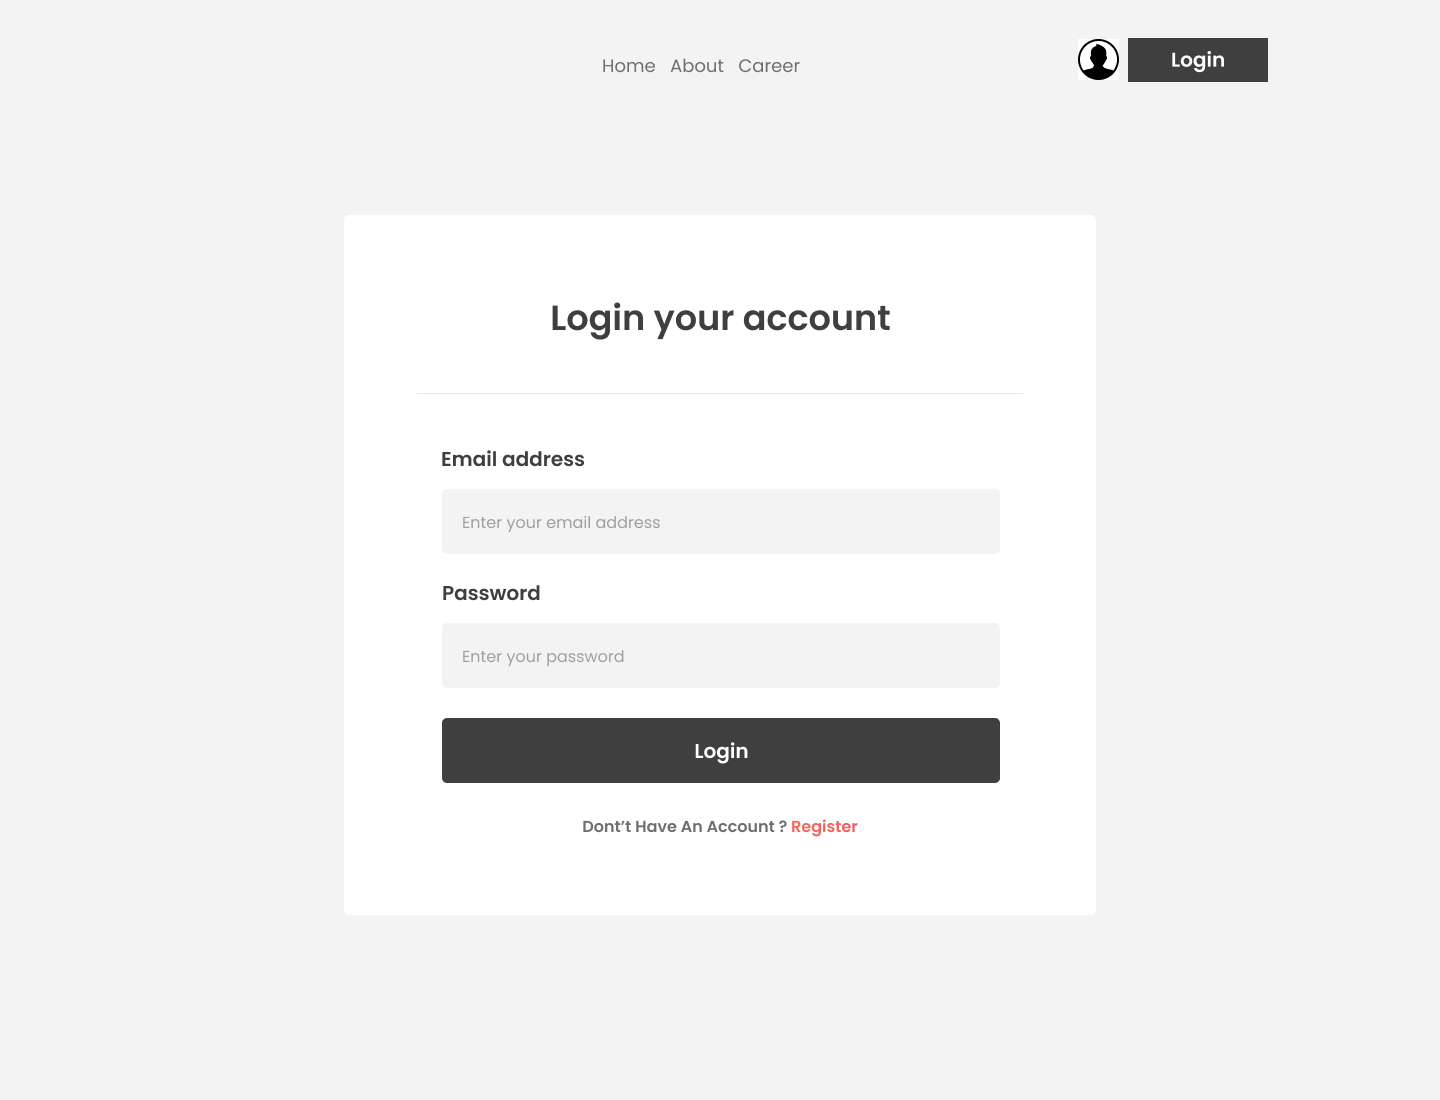 Home About Career
Login
Login your account
Email address
Enter your email address
Password
Enter your password
Login
Dont’t Have An Account ? Register